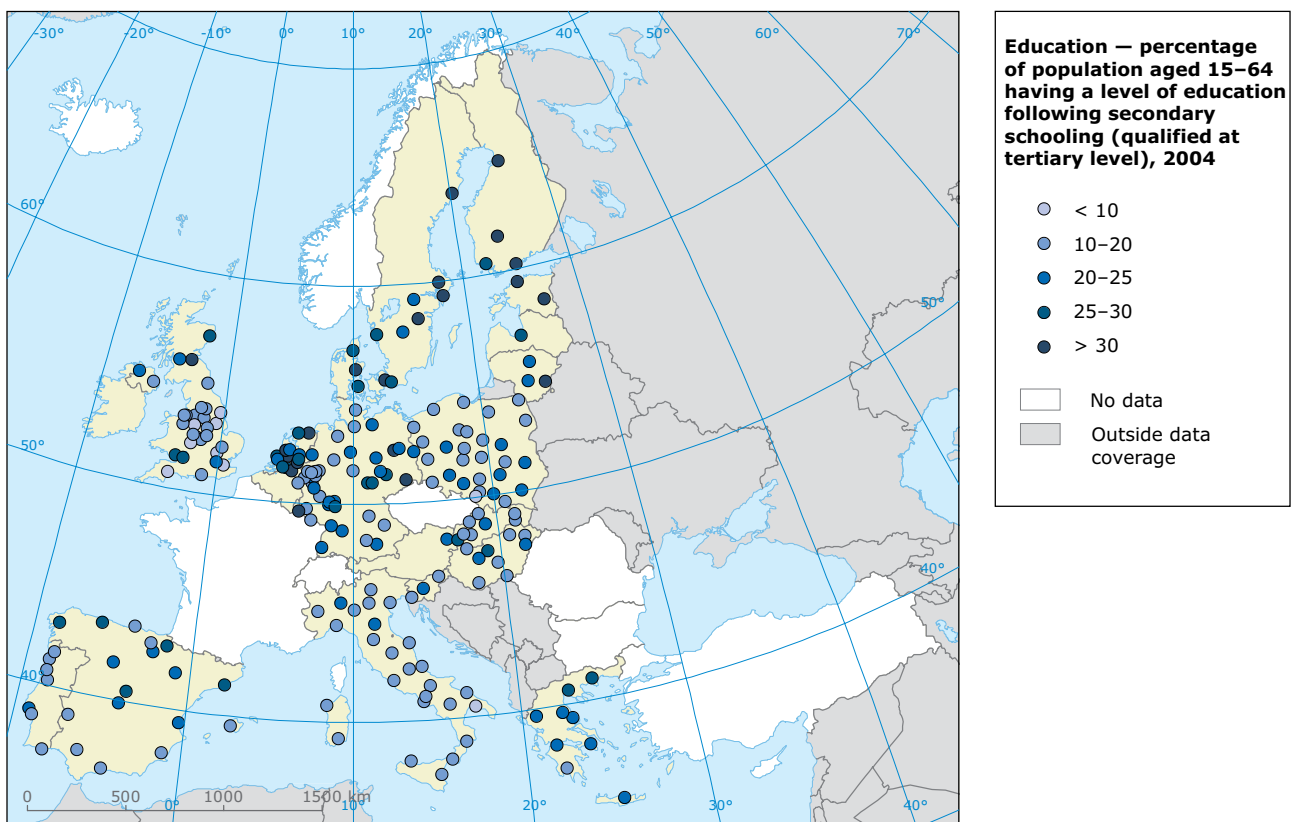 -30° -20° -10° 0° 10° 20° 30° 40° 50° 60° 70°
60°
50°
50°
40°
40°
0 500 1000 1500 km
0° 10° 20° 30° 40°
Education — percentage
of population aged 15–64
having a level of education
following secondary
schooling (qualified at
tertiary level), 2004
< 10
10–20
20–25
25–30
> 30
No data
Outside data
coverage